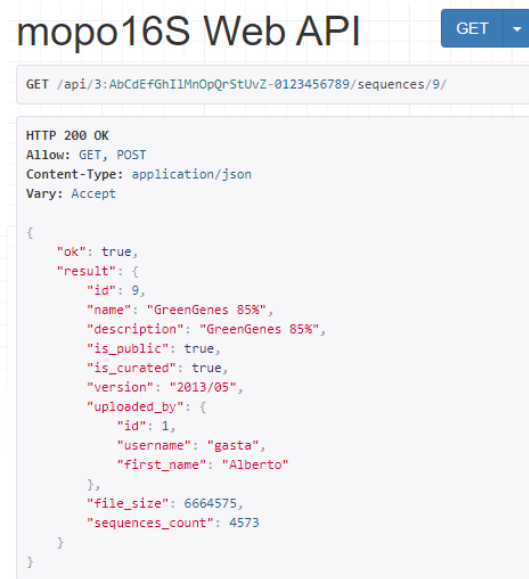 mopo16S Web API
GET
GET /api/3:AbCdEfGhIlMnOpQrStUvZ-0123456789/sequences/9/
HTTP 200 OK
Allow: GET, POST
Content-Type: application/json
Vary: Accept
{
"ok": true,
"result": {
"id": 9,
"name": "GreenGenes 85%",
"description": "GreenGenes 85%",
"is_public": true,
"is_curated": true,
"version": "2013/05",
"uploaded_by": {
"id": 1,
"username": "gasta",
"first_name": "Alberto"
},
"file_size": 6664575,
"sequences_count": 4573
}
}